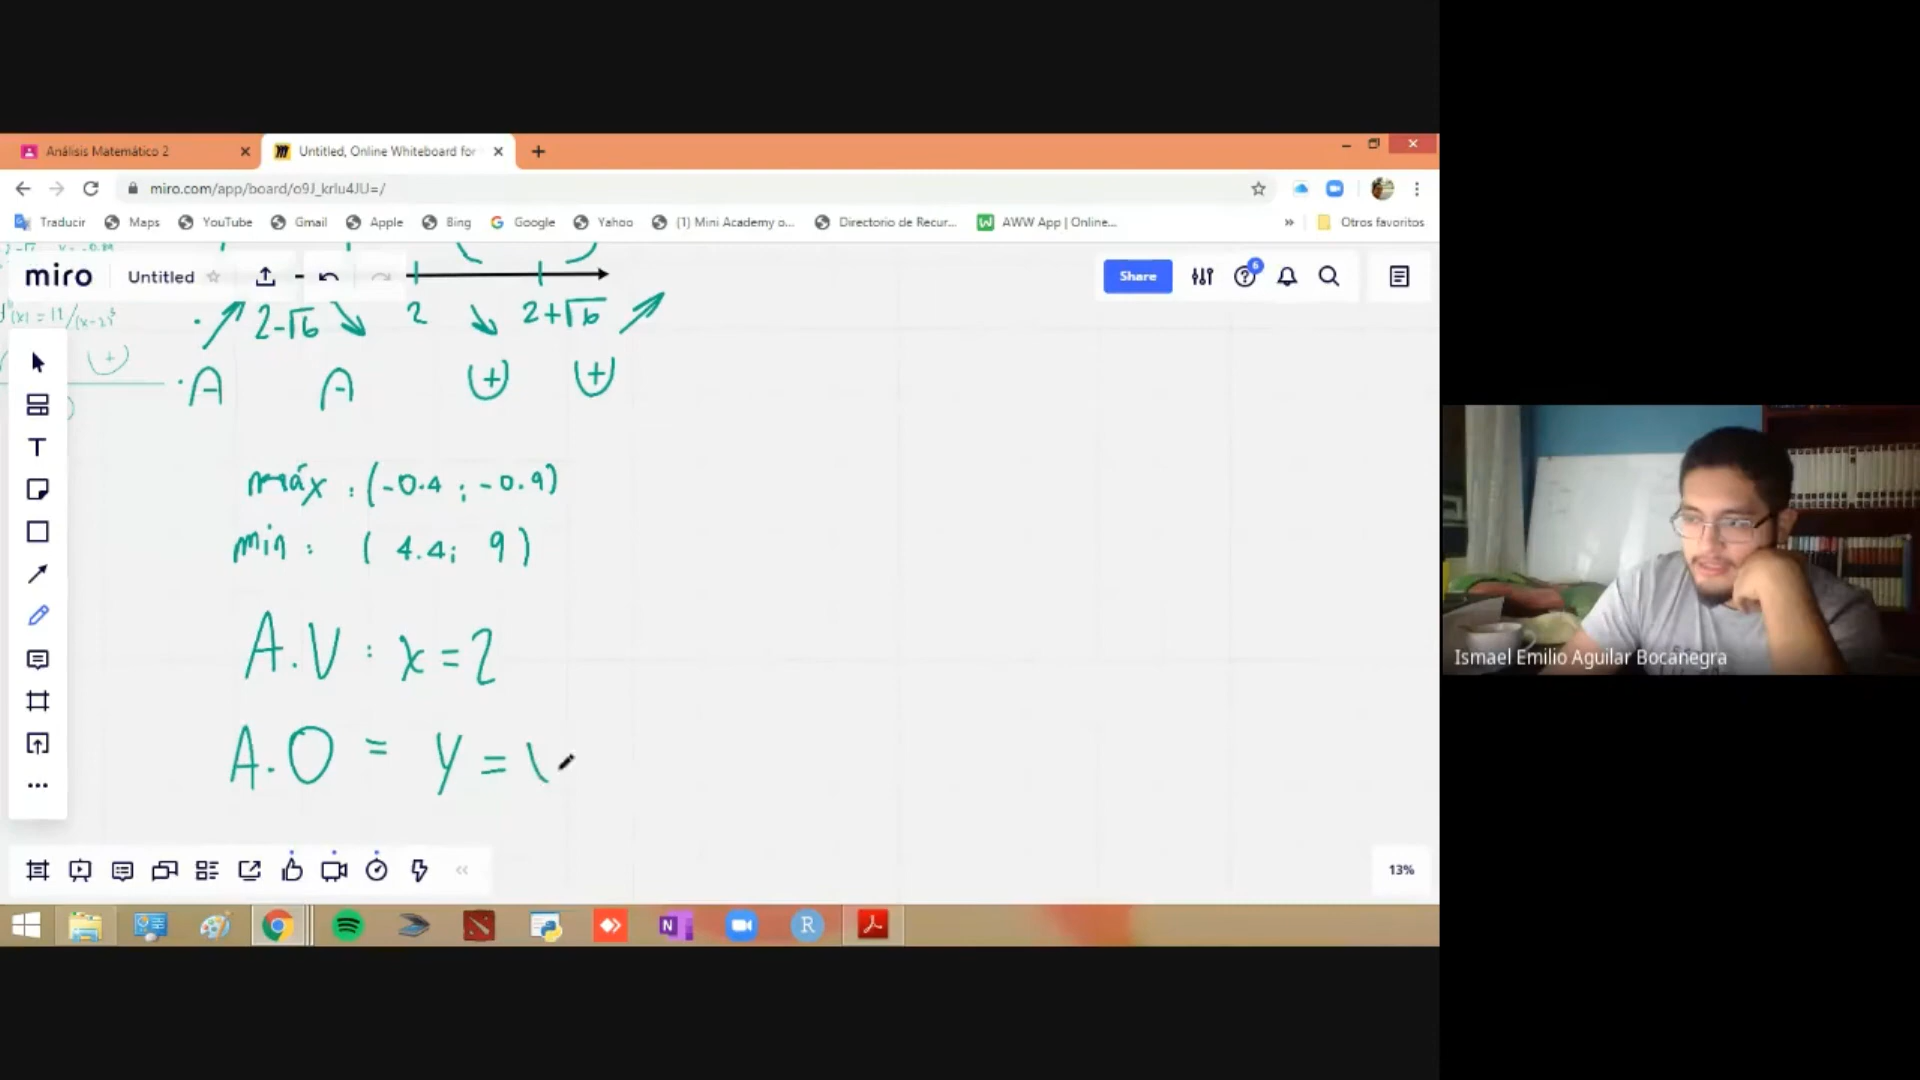 Análisis Matemático 2
Untitled, Online Whiteboard for
miro.com/app/board/o9J_krlu4JU=/
Traducir Maps YouTube Gmail Apple Bing Google Yahoo (1) Mini Academy o... Directorio de Recur... AWW App | Online... » Otros favoritos
miro Untitled Share 6
2-√6 2 2+√6
+
+ +
máx : (-0.4 ; -0.9)
min : ( 4.4; 9 )
A.V : x = 2
A.O = y =
13%
Ismael Emilio Aguilar Bocanegra